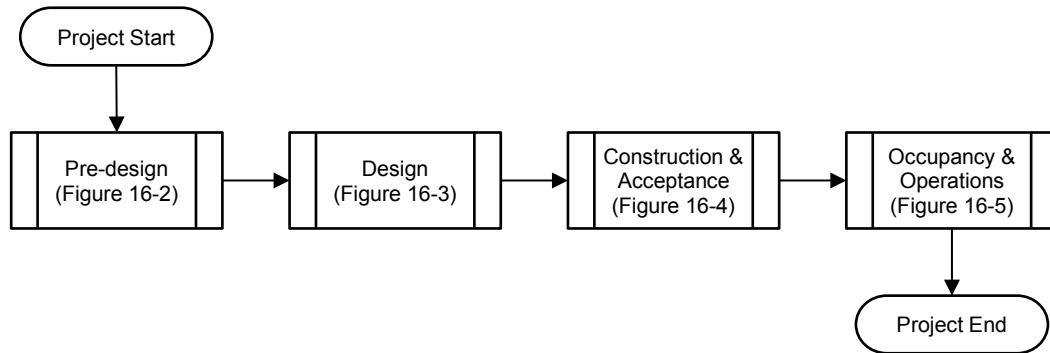 Project Start
Pre-design
(Figure 16-2)
Design
(Figure 16-3)
Construction &
Acceptance
(Figure 16-4)
Occupancy &
Operations
(Figure 16-5)
Project End